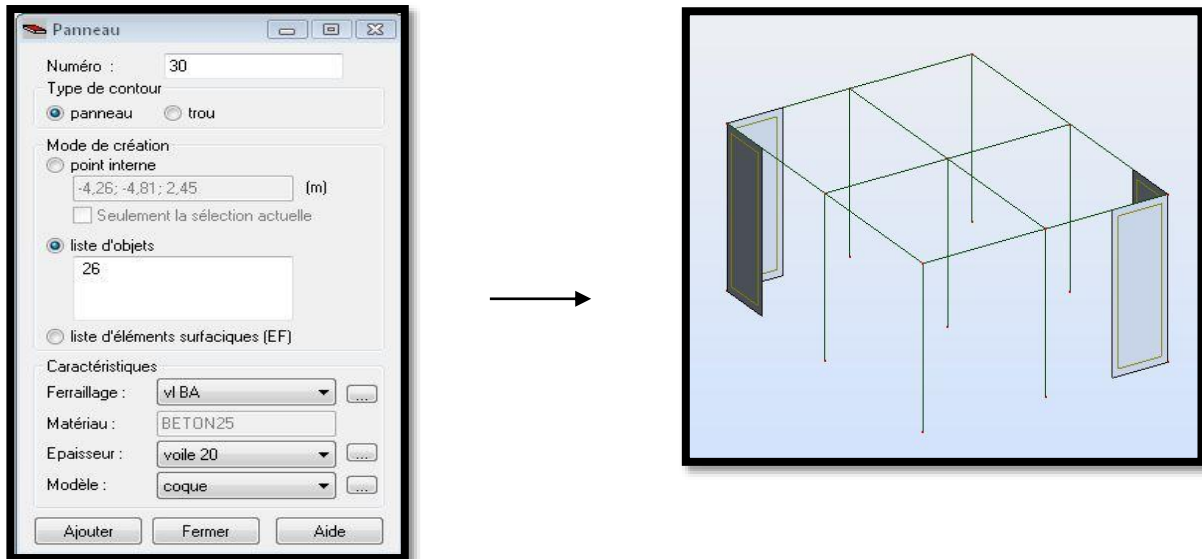 Panneau
Numéro : 30
Type de contour
panneau trou
Mode de création
point interne
-4,26; -4,81; 2,45 (m)
Seulement la sélection actuelle
liste d'objets
26
liste d'éléments surfaciques (EF)
Caractéristiques
Ferraillage : vl BA ...
Matériau : BETON25
Epaisseur : voile 20 ...
Modèle : coque ...
Ajouter Fermer Aide